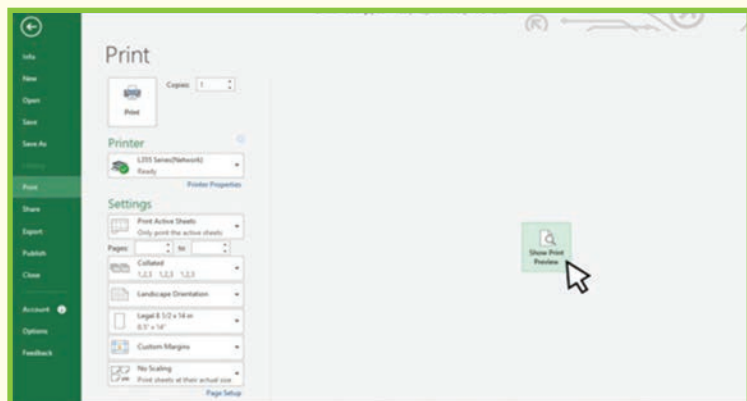 Info
New
Open
Save
Save As
Print
Share
Export
Publish
Close
Account
Options
Feedback
Print
Copies: 1
Print
Printer
L355 Series(Network)
Ready
Printer Properties
Settings
Print Active Sheets
Only print the active sheets
Pages: to
Collated
1,2,3 1,2,3 1,2,3
Landscape Orientation
Legal 8 1/2 x 14 in
8.5" x 14"
Custom Margins
No Scaling
Print sheets at their actual size
Page Setup
Show Print
Preview